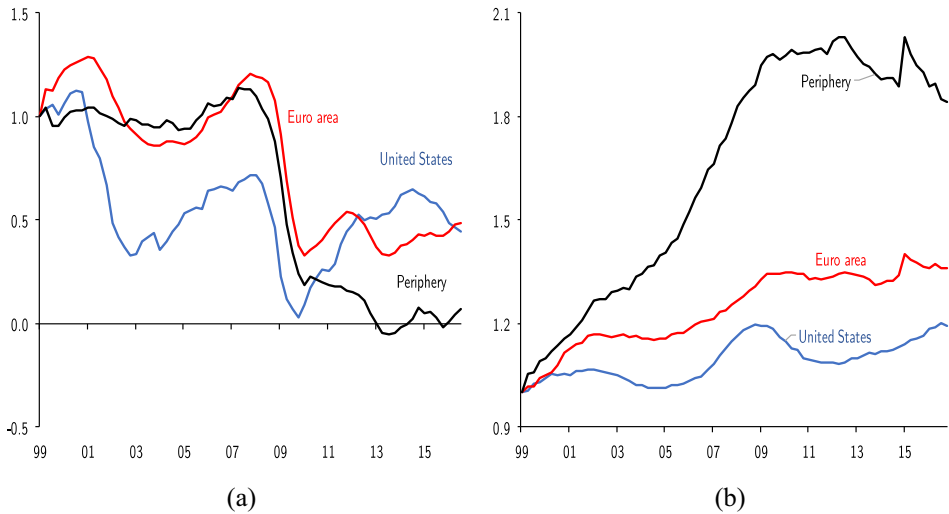 1.5
1.0
0.5
0.0
-0.5
99 01 03 05 07 09 11 13 15
Euro area
United States
Periphery
(a)
2.1
1.8
1.5
1.2
0.9
99 01 03 05 07 09 11 13 15
Periphery
Euro area
United States
(b)